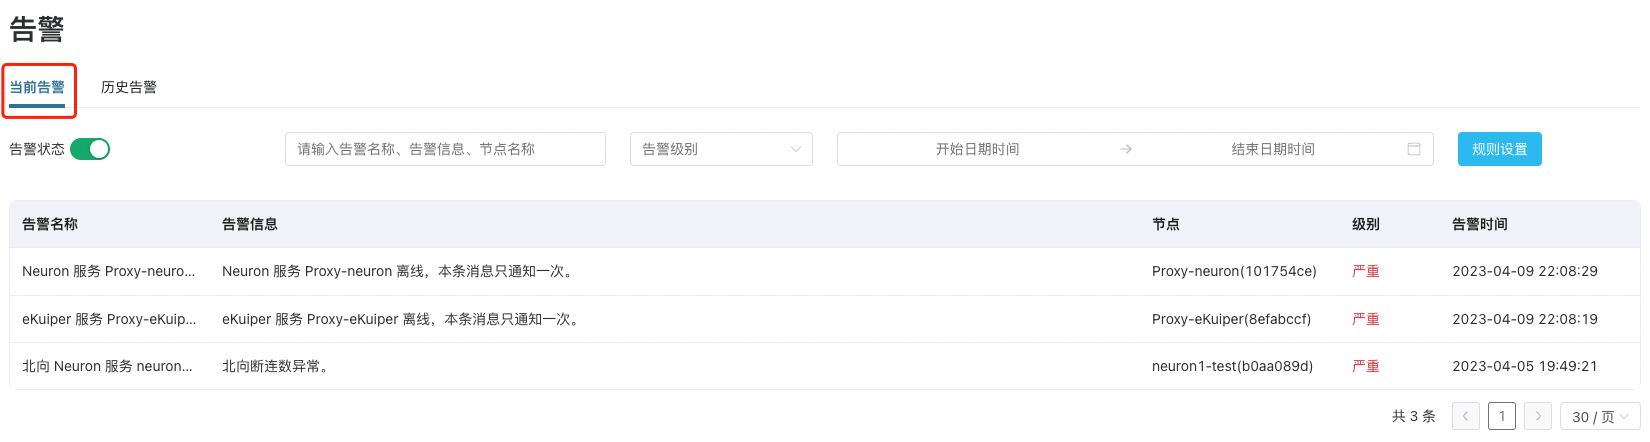 告警
当前告警 历史告警
告警状态 请输入告警名称、告警信息、节点名称 告警级别 开始日期时间 结束日期时间 规则设置
告警名称 告警信息 节点 级别 告警时间
Neuron 服务 Proxy-neuro... Neuron 服务 Proxy-neuron 离线，本条消息只通知一次。 Proxy-neuron(101754ce) 严重 2023-04-09 22:08:29
eKuiper 服务 Proxy-eKuip... eKuiper 服务 Proxy-eKuiper 离线，本条消息只通知一次。 Proxy-eKuiper(8efabccf) 严重 2023-04-09 22:08:19
北向 Neuron 服务 neuron... 北向断连数异常。 neuron1-test(b0aa089d) 严重 2023-04-05 19:49:21
共 3 条 1 30 / 页